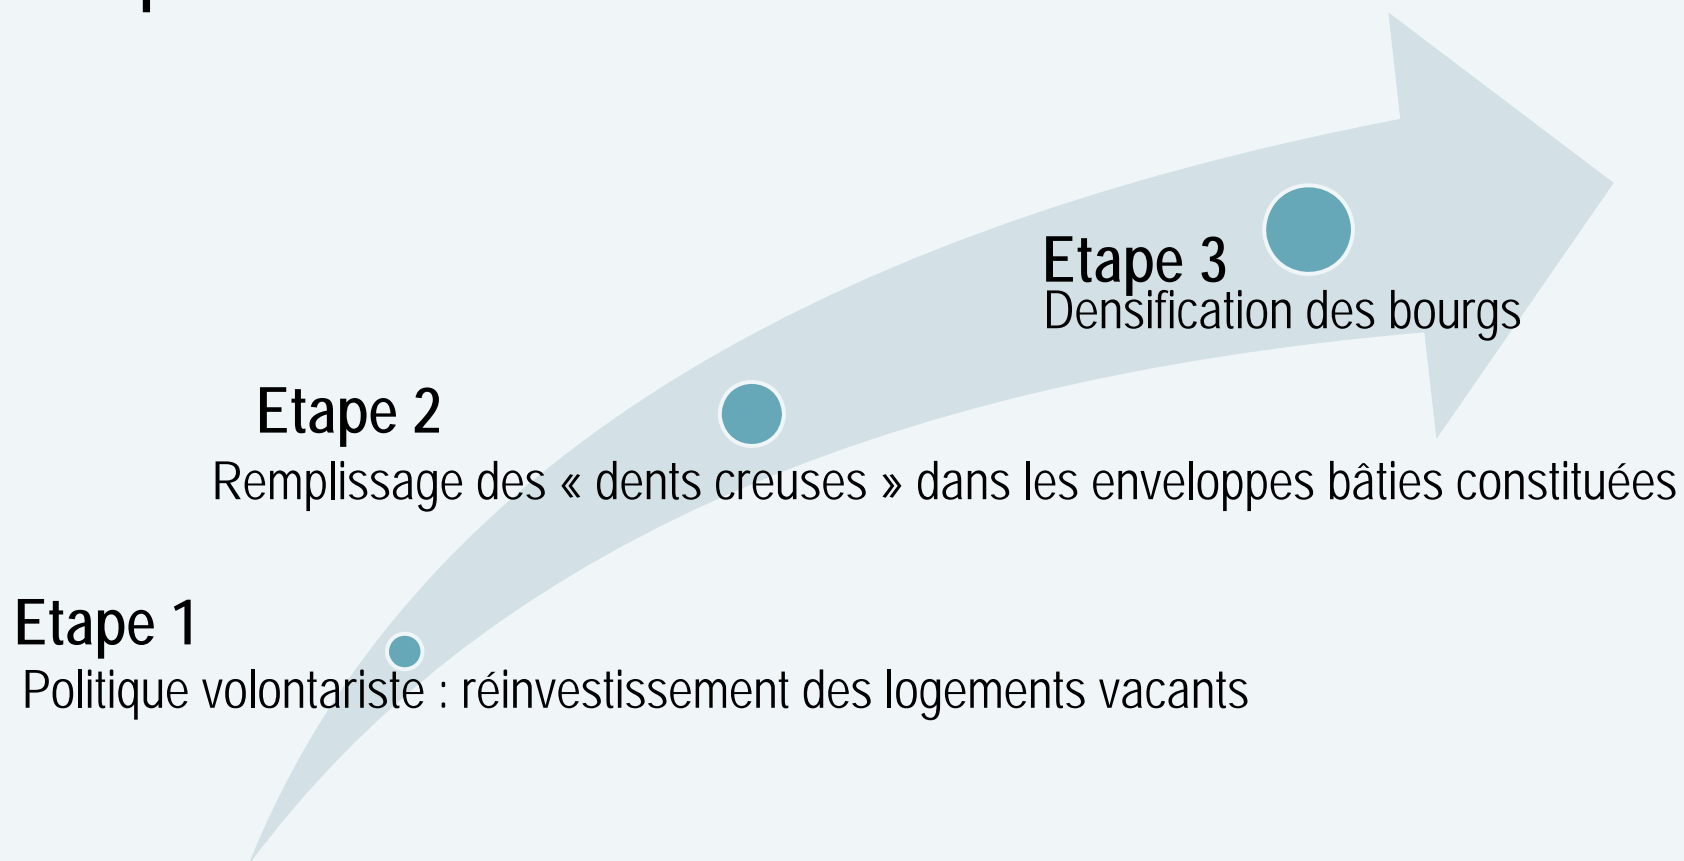 Etape 3
Densification des bourgs
Etape 2
Remplissage des « dents creuses » dans les enveloppes bâties constituées
Etape 1
Politique volontariste : réinvestissement des logements vacants